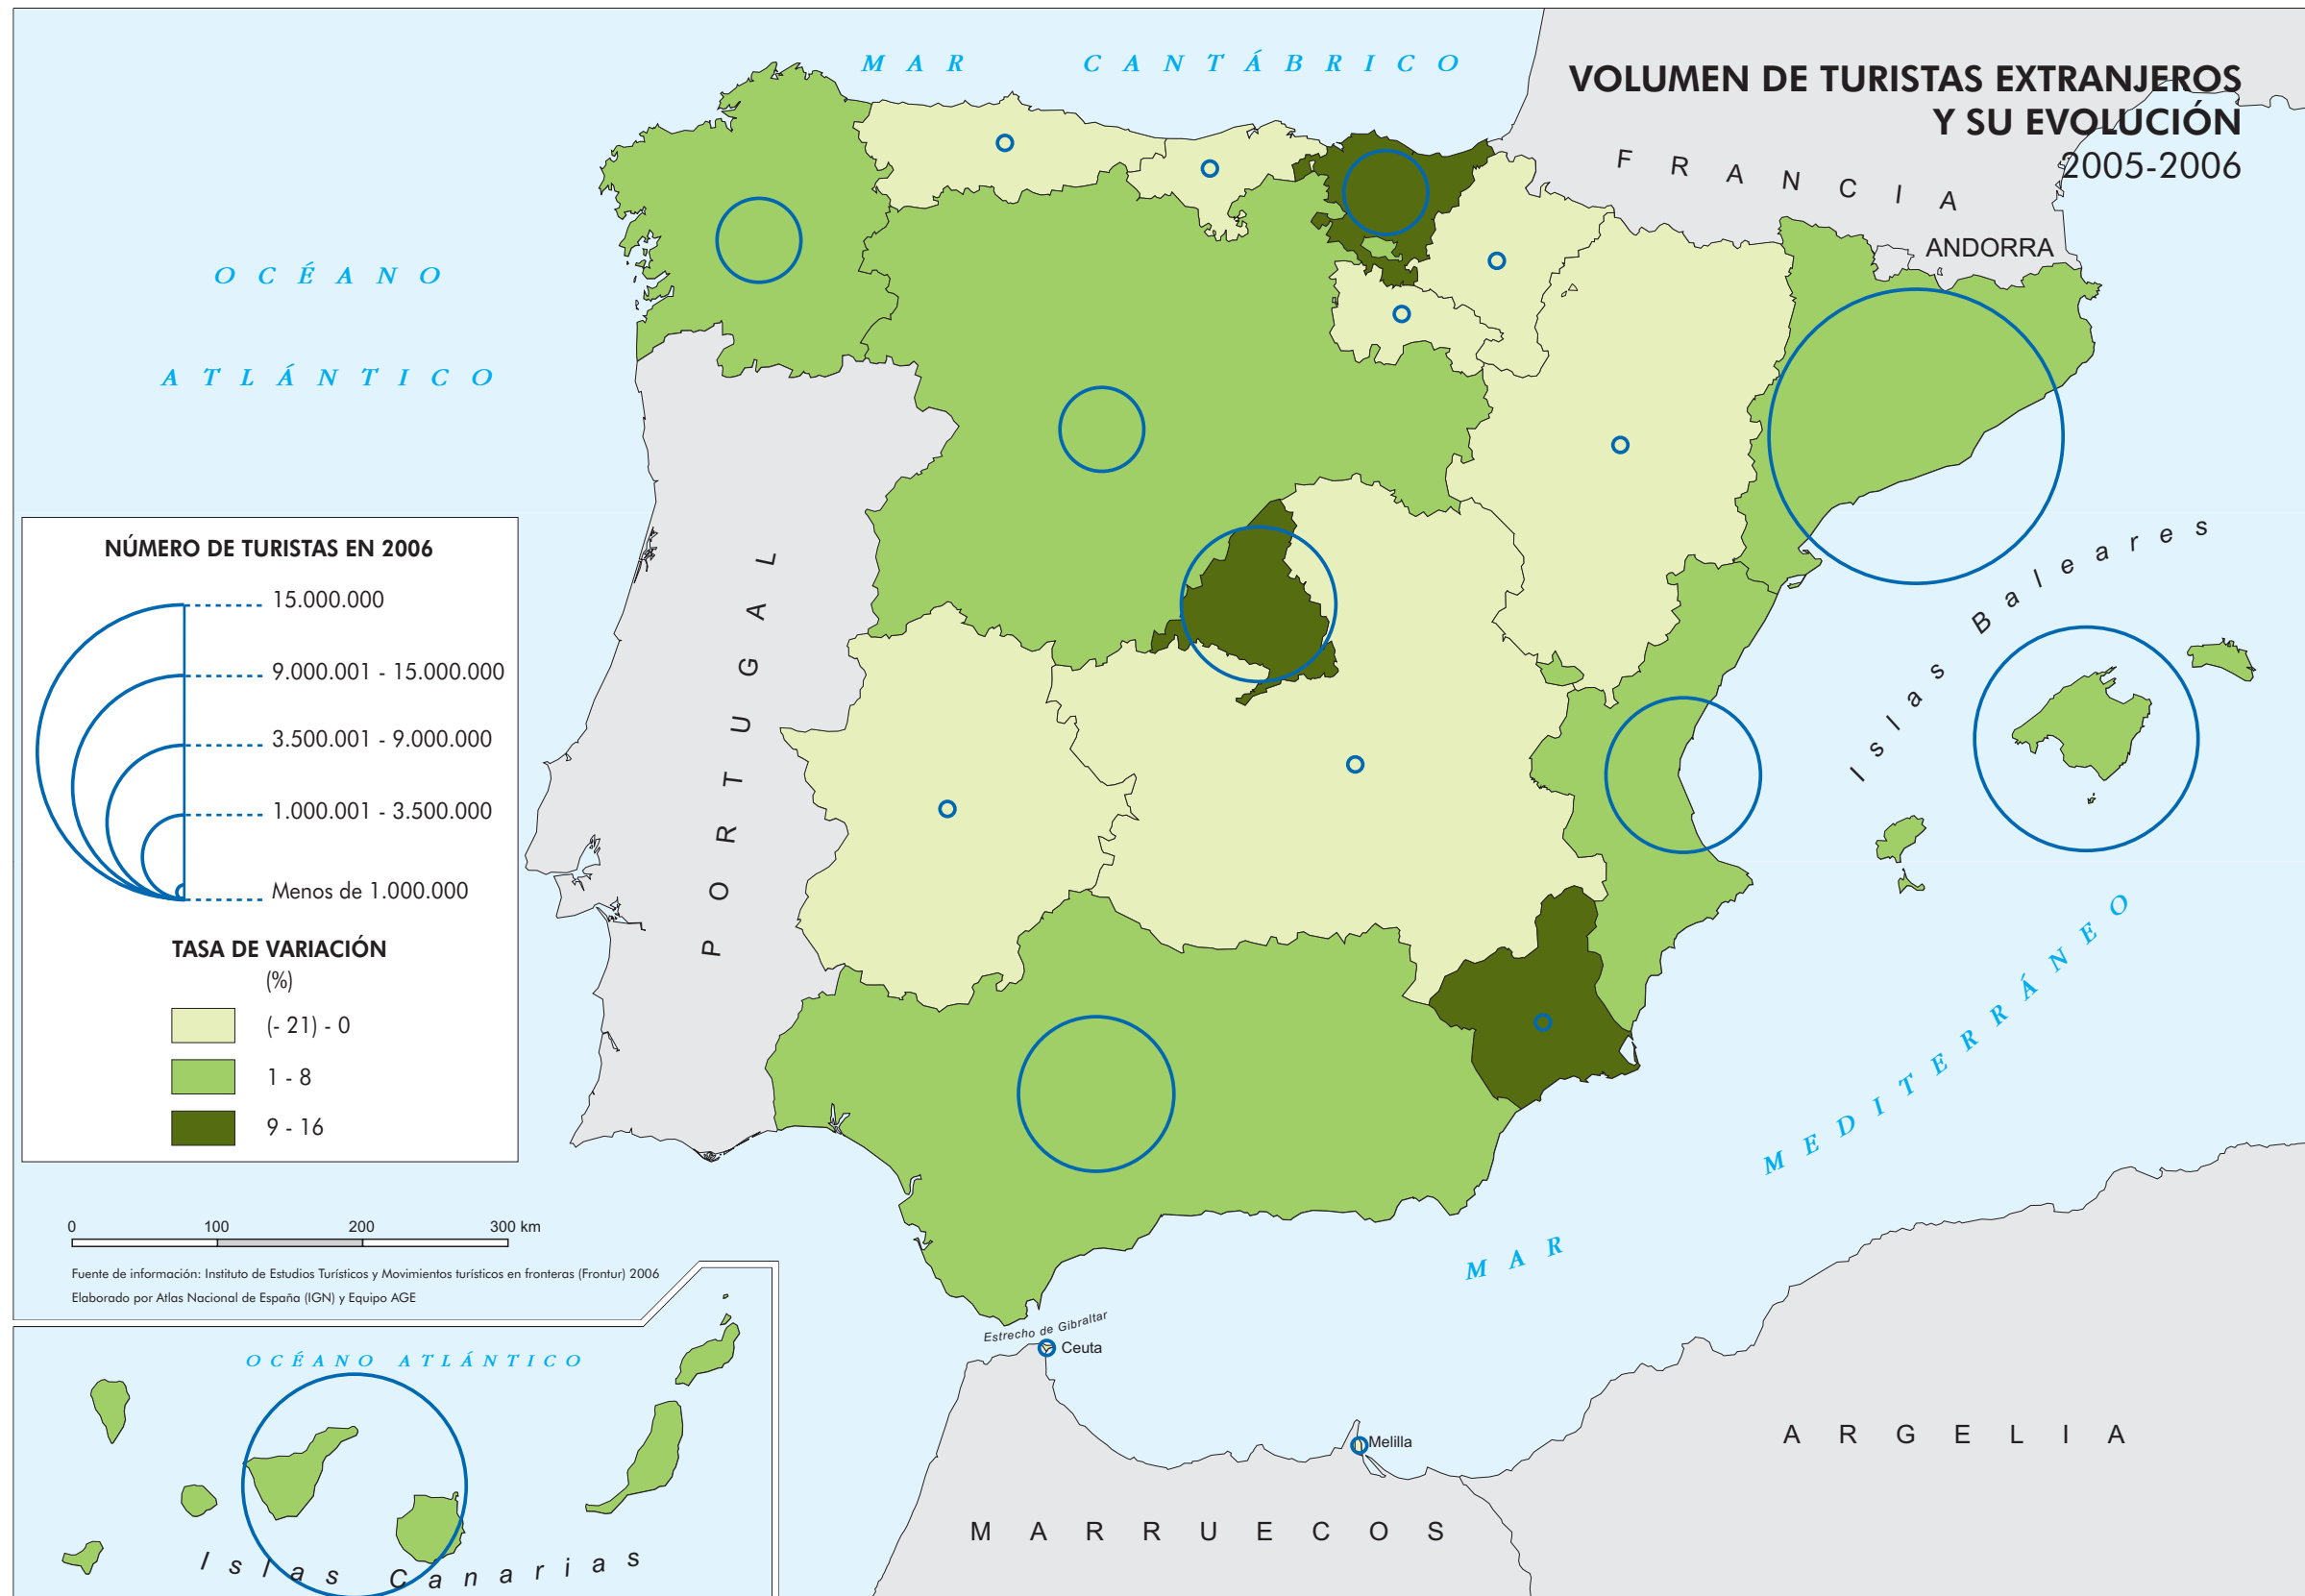 MAR CANTÁBRICO
VOLUMEN DE TURISTAS EXTRANJEROS
Y SU EVOLUCIÓN
2005-2006
FRANCIA
ANDORRA
OCÉANO
ATLÁNTICO
PORTUGAL
Islas Baleares
NÚMERO DE TURISTAS EN 2006
15.000.000
9.000.001 - 15.000.000
3.500.001 - 9.000.000
1.000.001 - 3.500.000
Menos de 1.000.000
TASA DE VARIACIÓN
(%)
(- 21) - 0
1 - 8
9 - 16
MAR MEDITERRÁNEO
0 100 200 300 km
Fuente de información: Instituto de Estudios Turísticos y Movimientos turísticos en fronteras (Frontur) 2006
Elaborado por Atlas Nacional de España (IGN) y Equipo AGE
Estrecho de Gibraltar
Ceuta
Melilla
OCÉANO ATLÁNTICO
Islas Canarias
MARRUECOS
ARGELIA